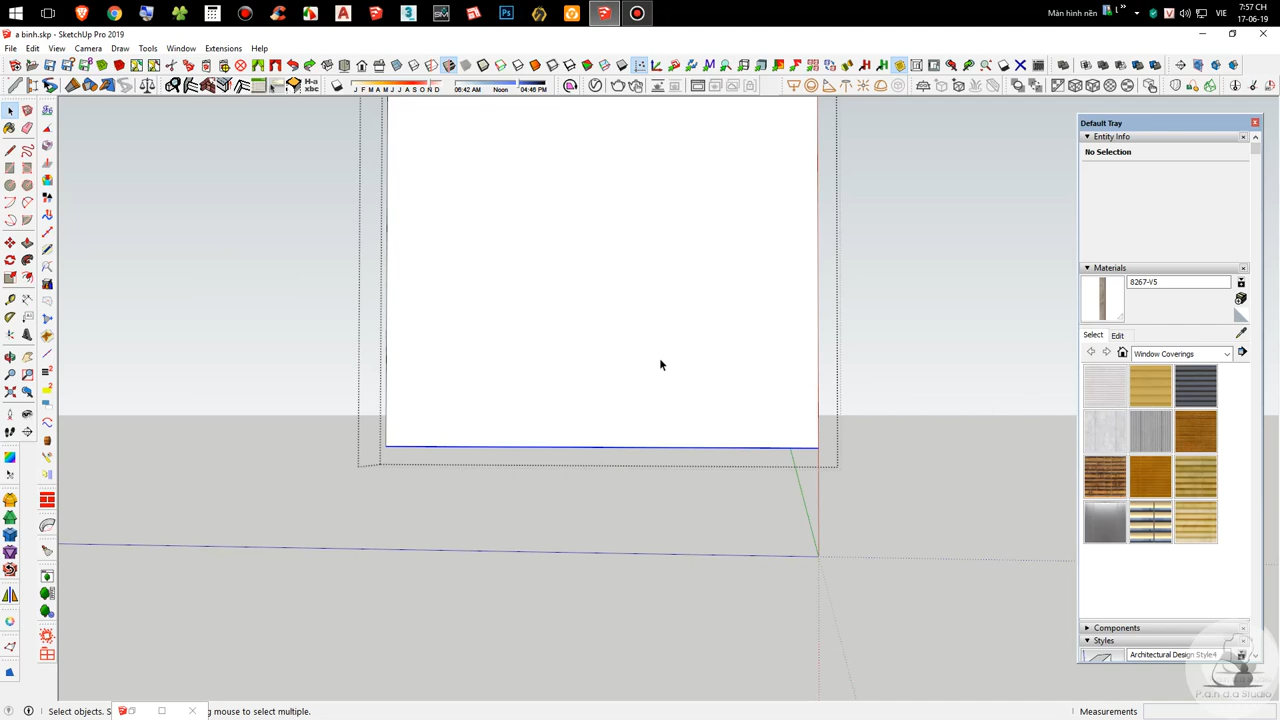 Màn hình nền
VIE
7:57 CH
17-06-19
a binh.skp - SketchUp Pro 2019
File Edit View Camera Draw Tools Window Extensions Help
H-a
xbc
J F M A M J J A S O N D
06:42 AM Noon 04:46 PM
Default Tray
Entity Info
No Selection
Materials
8267-V5
Select Edit
Window Coverings
Components
Styles
Architectural Design Style4
P.a.n d a Studio
Select objects. S
g mouse to select multiple.
Measurements